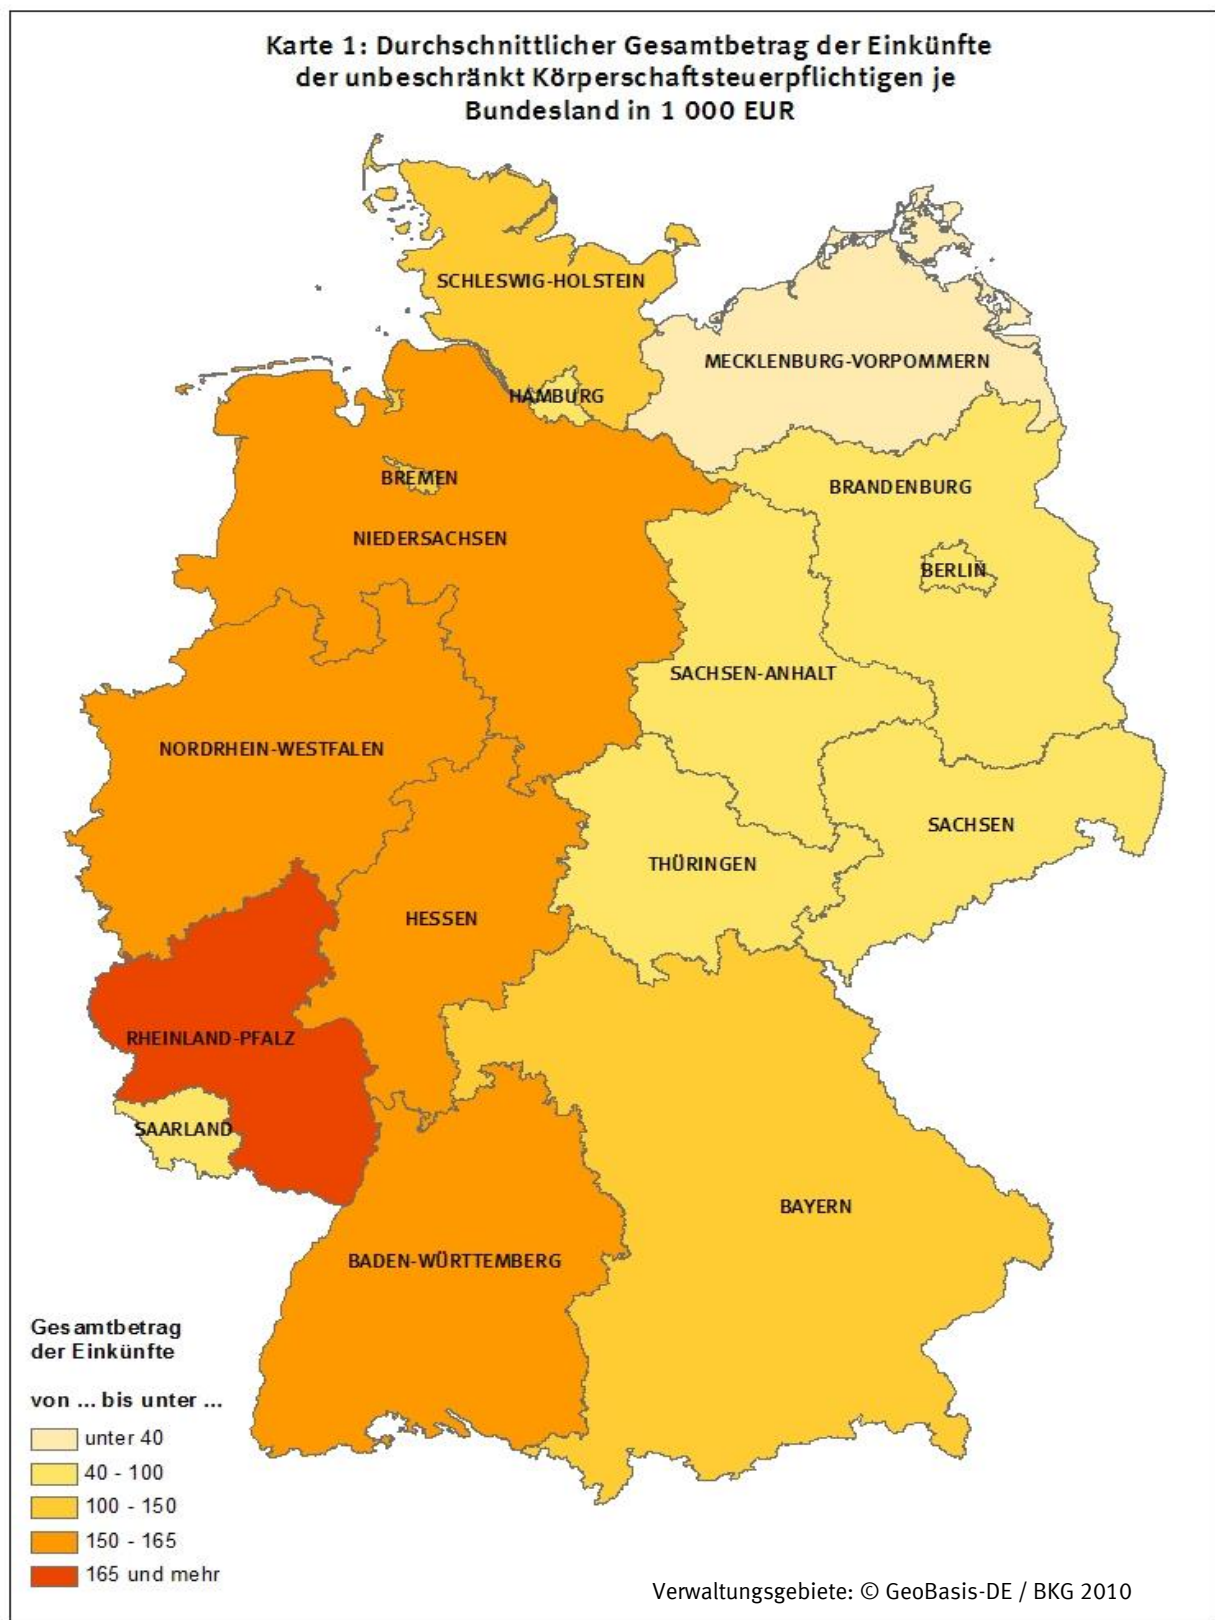 Karte 1: Durchschnittlicher Gesamtbetrag der Einkünfte
der unbeschränkt Körperschaftsteuerpflichtigen je
Bundesland in 1 000 EUR
SCHLESWIG-HOLSTEIN
MECKLENBURG-VORPOMMERN
HAMBURG
BREMEN
BRANDENBURG
NIEDERSACHSEN
BERLIN
SACHSEN-ANHALT
NORDRHEIN-WESTFALEN
SACHSEN
THÜRINGEN
HESSEN
RHEINLAND-PFALZ
SAARLAND
BAYERN
BADEN-WÜRTTEMBERG
Gesamtbetrag
der Einkünfte
von ... bis unter ...
unter 40
40 - 100
100 - 150
150 - 165
165 und mehr
Verwaltungsgebiete: © GeoBasis-DE / BKG 2010